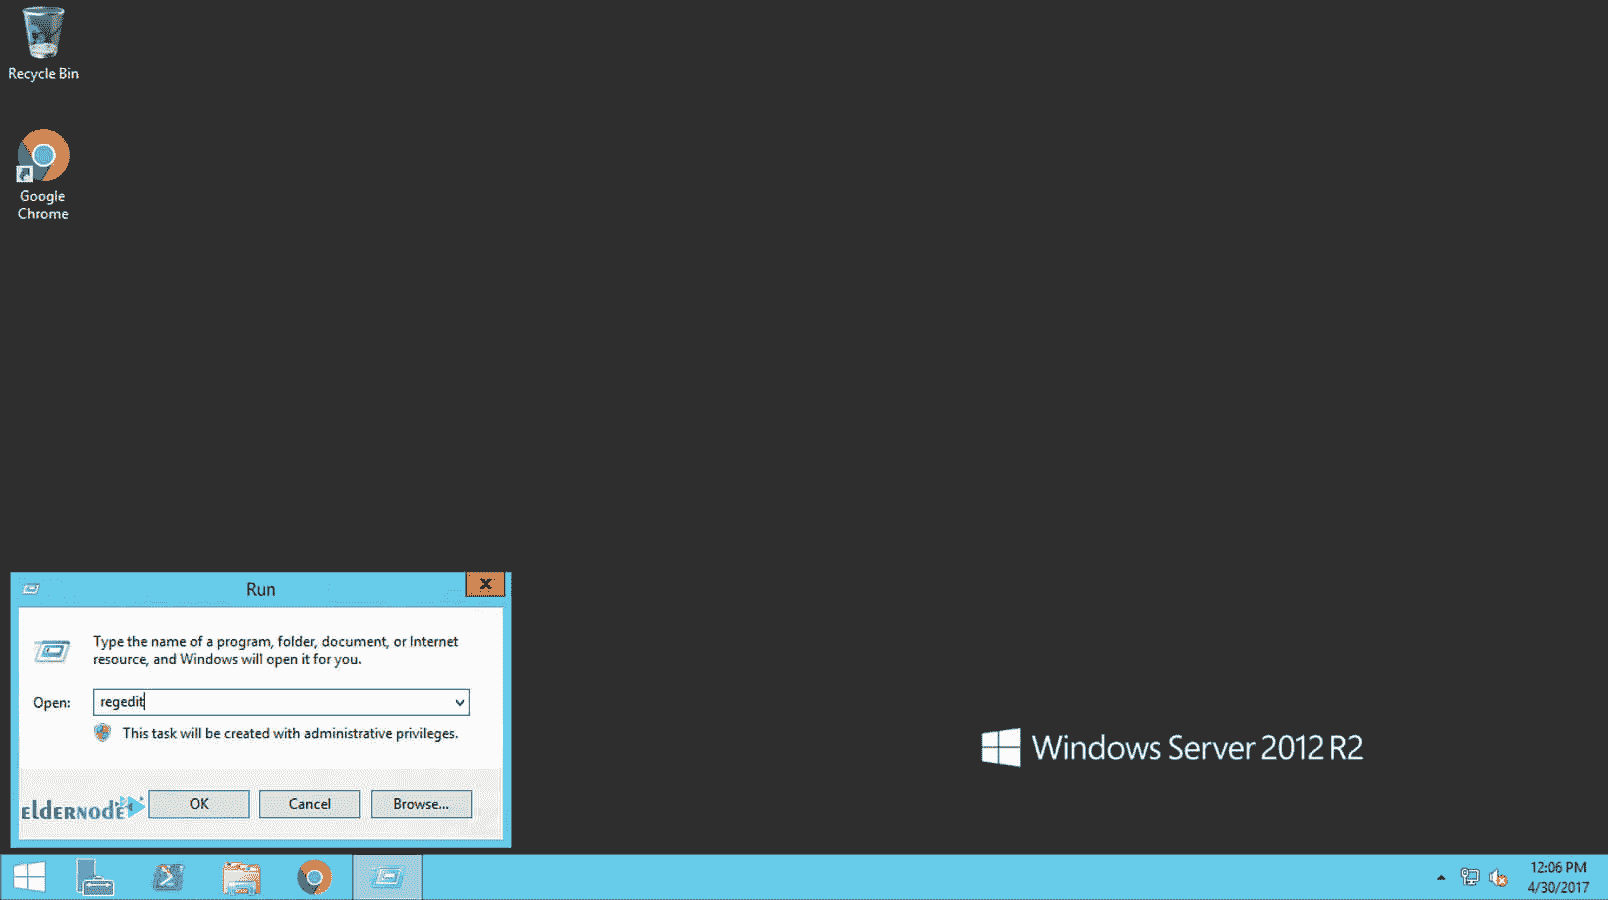 Recycle Bin
Google
Chrome
Run
Type the name of a program, folder, document, or Internet
resource, and Windows will open it for you.
Open: regedit
This task will be created with administrative privileges.
eldernode
OK Cancel Browse...
Windows Server 2012 R2
12:06 PM
4/30/2017